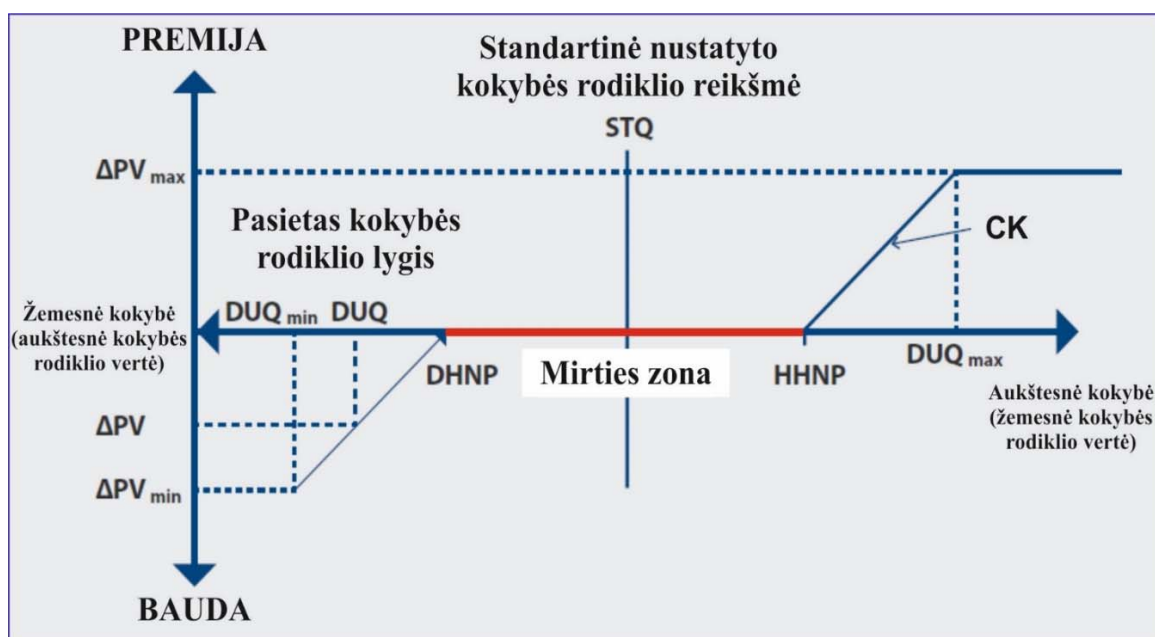 PREMIJA
Standartinė nustatyto
kokybės rodiklio reikšmė
STQ
ΔPV max
Pasietas kokybės
rodiklio lygis
CK
Žemesnė kokybė
(aukštesnė kokybės
rodiklio vertė)
DUQ min
DUQ
DHNP
Mirties zona
HHNP
DUQ max
Aukštesnė kokybė
(žemesnė kokybės
rodiklio vertė)
ΔPV
ΔPV min
BAUDA